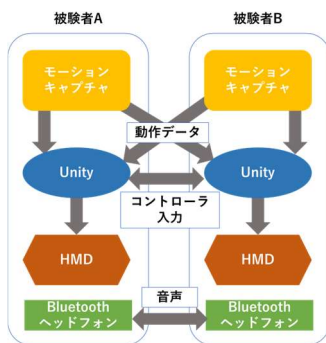 被験者A
被験者B
モーション
キャプチャ
モーション
キャプチャ
動作データ
Unity
Unity
コントローラ
入力
HMD
HMD
音声
Bluetooth
ヘッドフォン
Bluetooth
ヘッドフォン